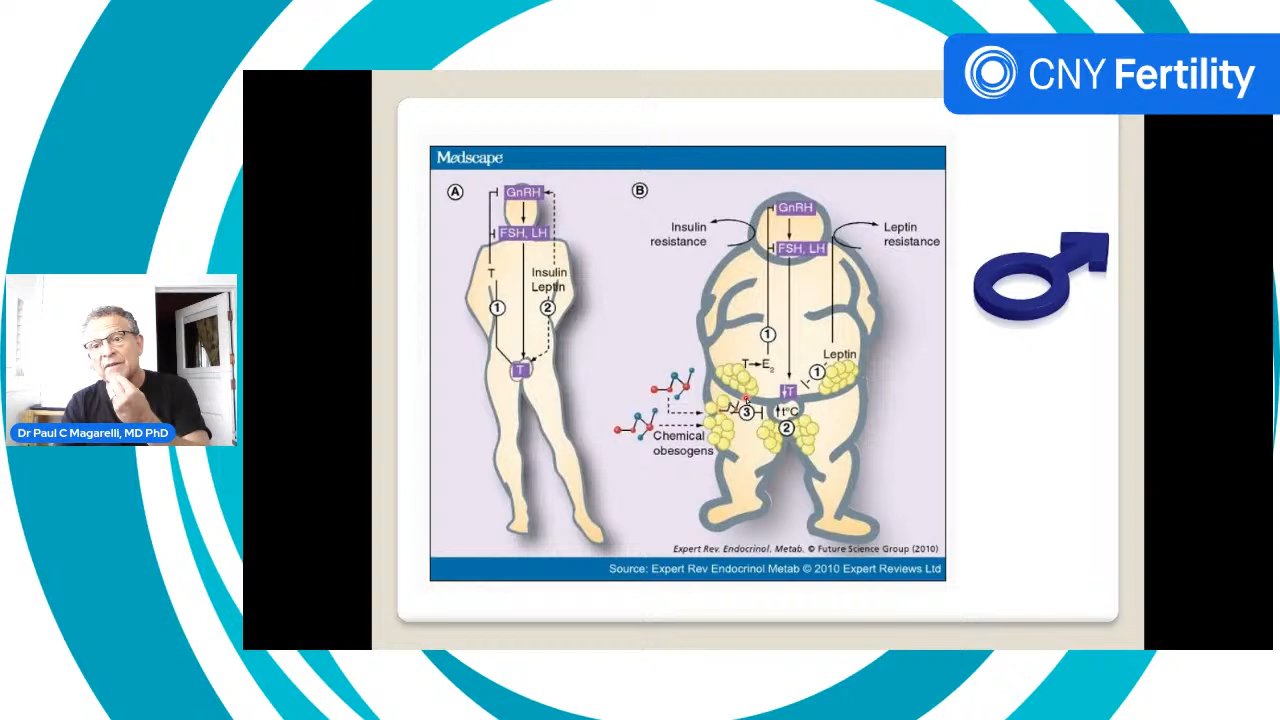 CNY Fertility
Medscape
A
B
GnRH
FSH, LH
T
Insulin
Leptin
1
2
T
Insulin
resistance
GnRH
FSH, LH
Leptin
resistance
1
T→E2
Leptin
1
↓T
3
↑t°C
2
Chemical
obesogens
Expert Rev. Endocrinol. Metab. © Future Science Group (2010)
Source: Expert Rev Endocrinol Metab © 2010 Expert Reviews Ltd
Dr Paul C Magarelli, MD PhD